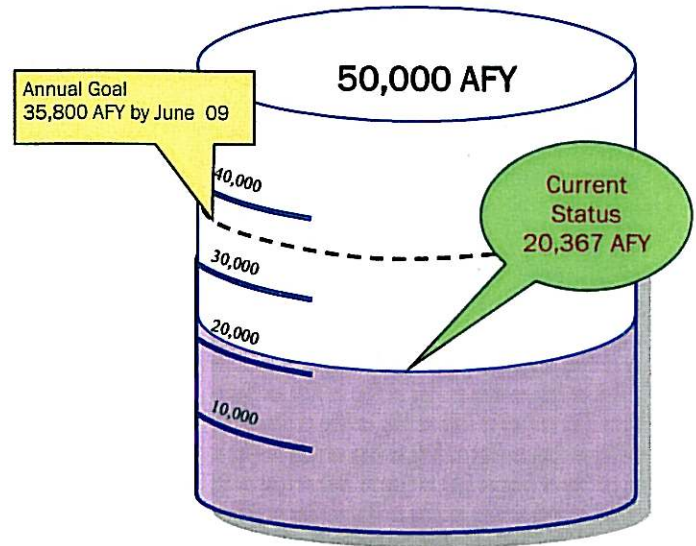 50,000 AFY
Annual Goal
35,800 AFY by June 09
40,000
Current
Status
20,367 AFY
30,000
20,000
10,000